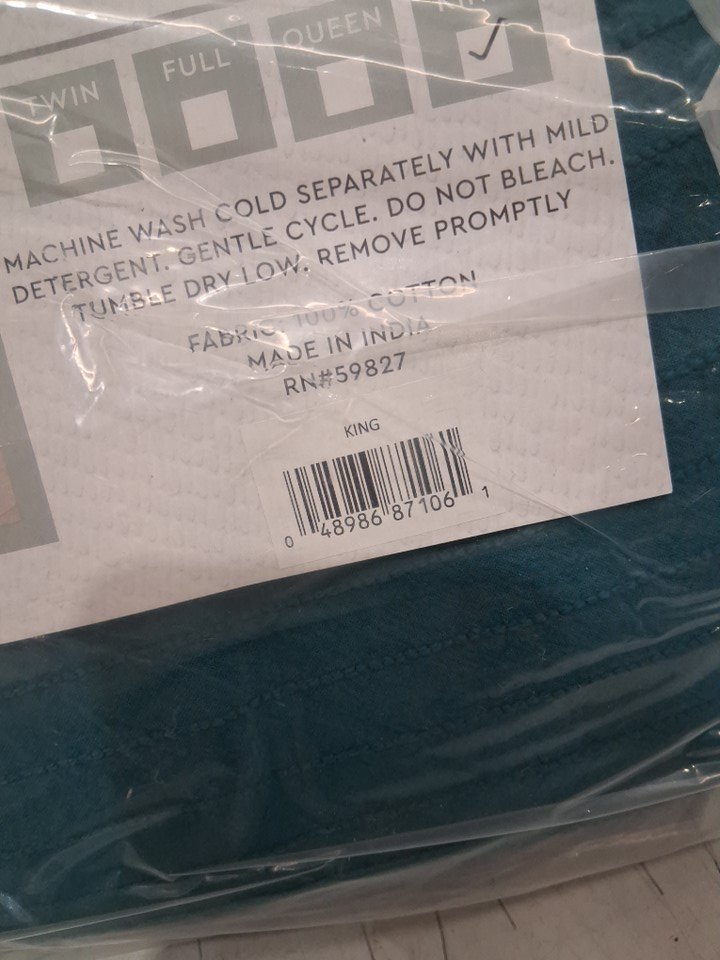 TWIN
FULL
QUEEN
KING
MACHINE WASH COLD SEPARATELY WITH MILD
DETERGENT. GENTLE CYCLE. DO NOT BLEACH.
TUMBLE DRY LOW. REMOVE PROMPTLY
FABRIC: 100% COTTON
MADE IN INDIA
RN#59827
KING
0 48986 87106 1